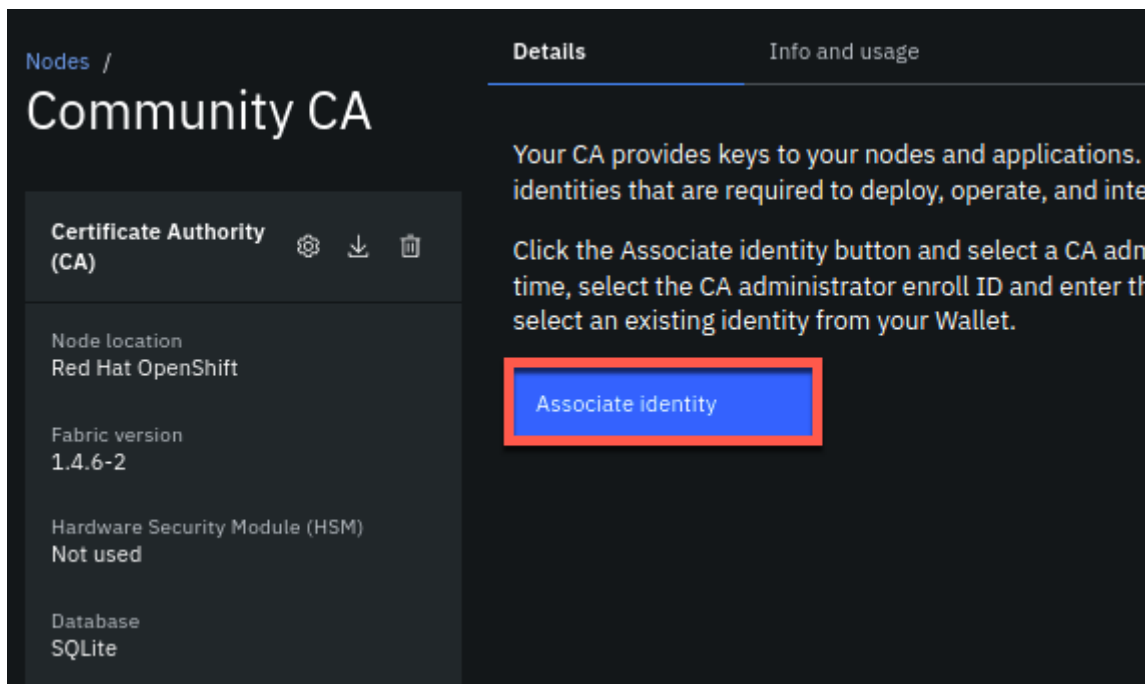 Nodes /
Community CA
Certificate Authority
(CA)
Node location
Red Hat OpenShift
Fabric version
1.4.6-2
Hardware Security Module (HSM)
Not used
Database
SQLite
Details
Info and usage
Your CA provides keys to your nodes and applications.
identities that are required to deploy, operate, and inte
Click the Associate identity button and select a CA adm
time, select the CA administrator enroll ID and enter th
select an existing identity from your Wallet.
Associate identity